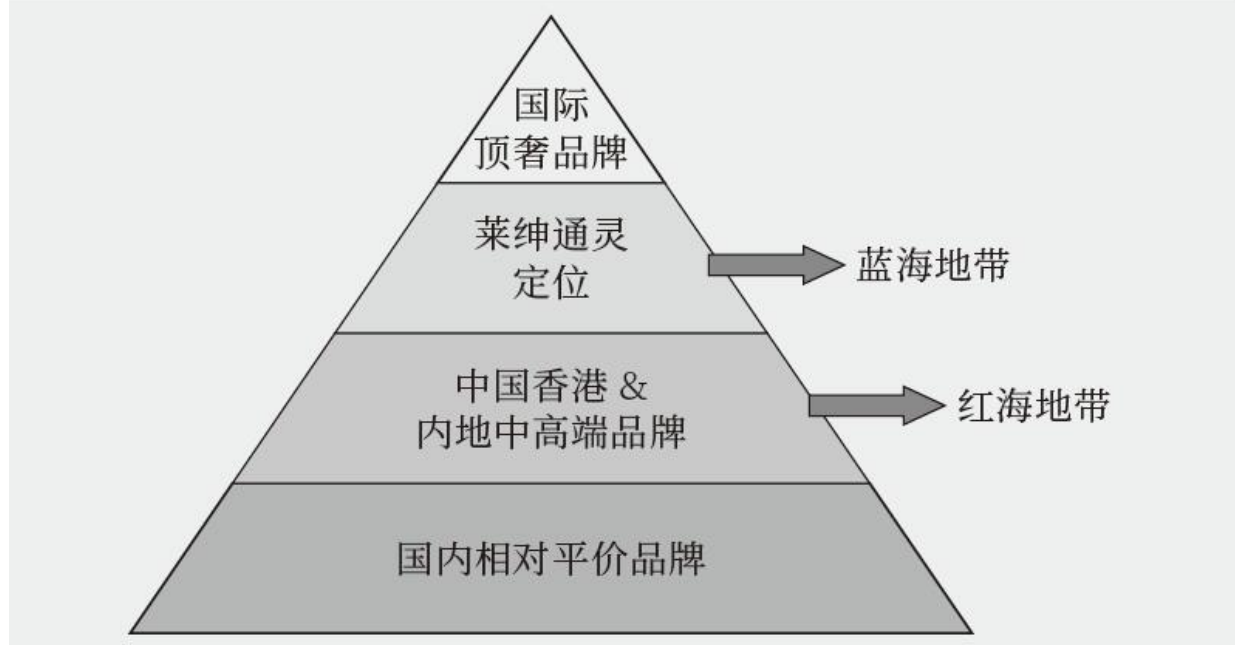 国际
顶奢品牌
莱绅通灵
定位
蓝海地带
中国香港 &
内地中高端品牌
红海地带
国内相对平价品牌